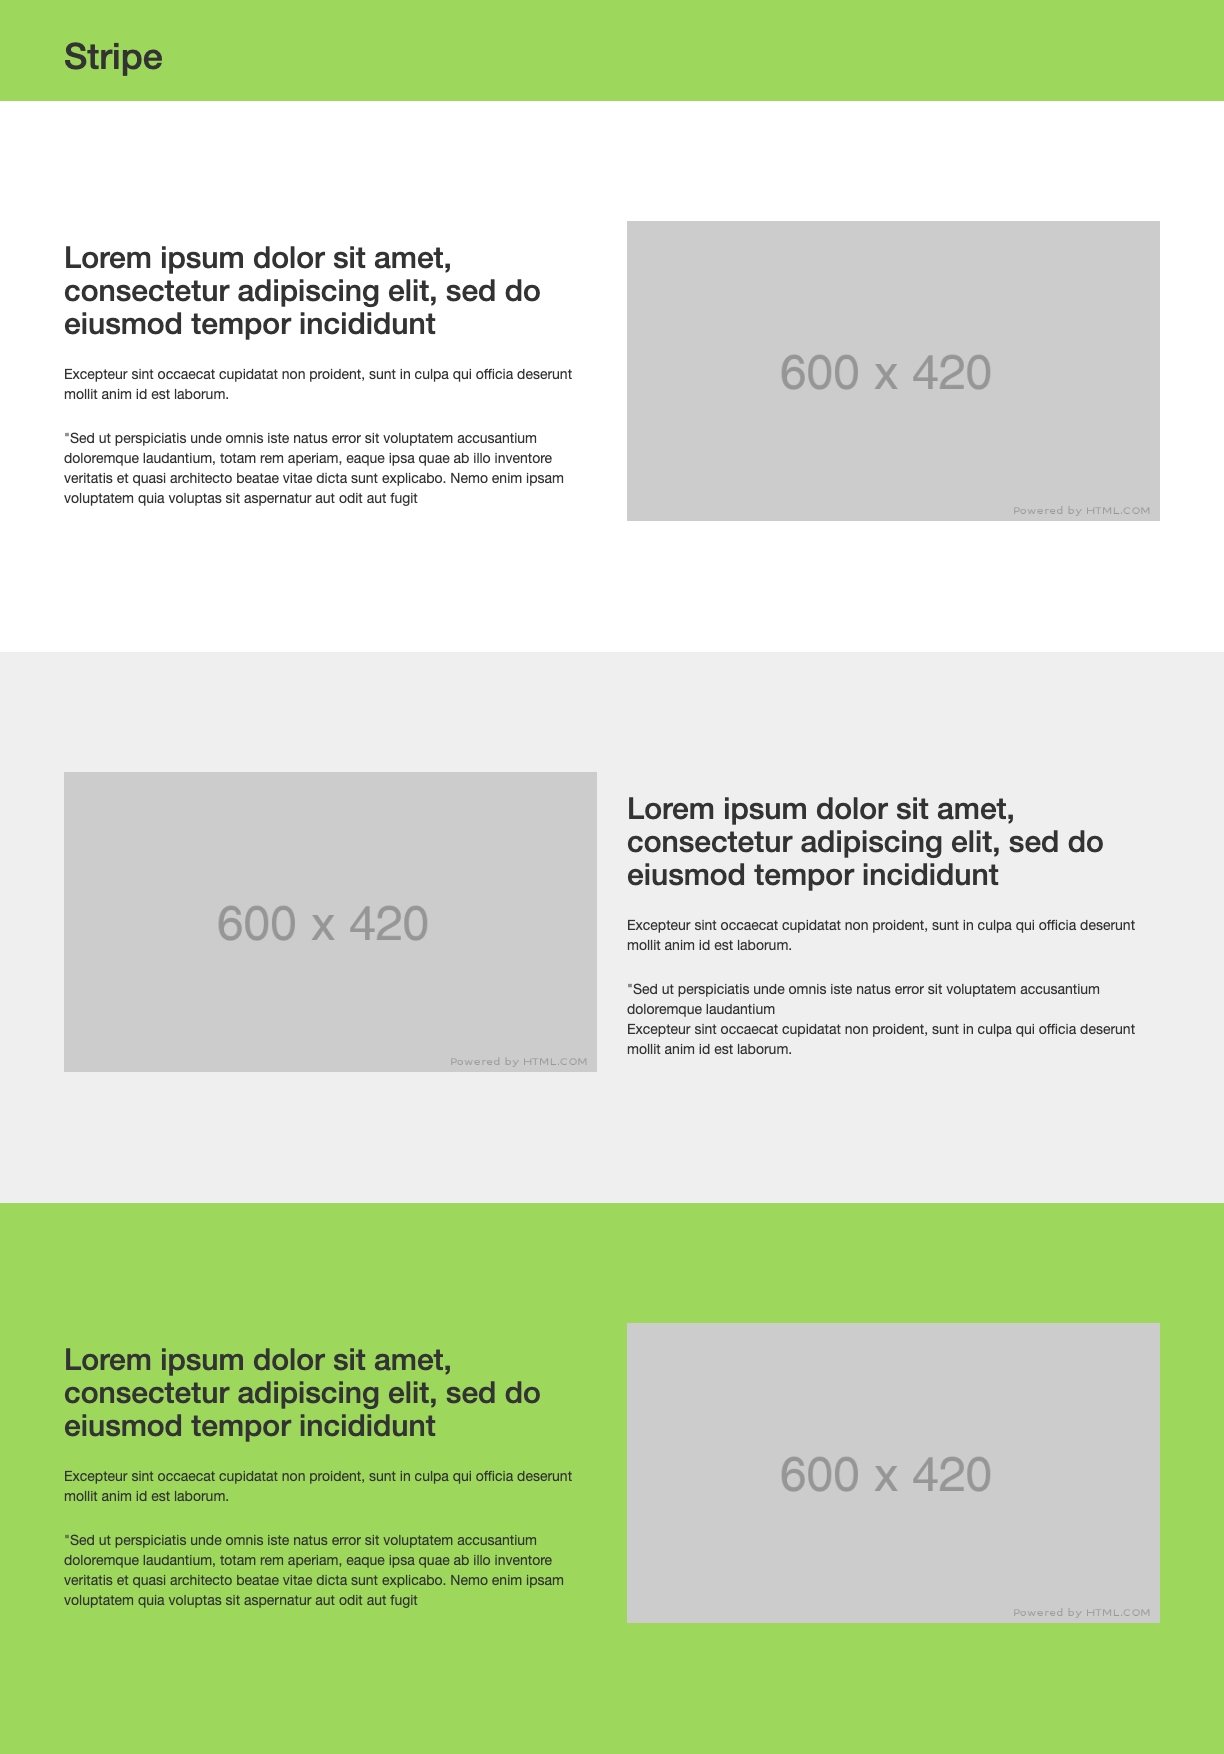 Stripe
Lorem ipsum dolor sit amet,
consectetur adipiscing elit, sed do
eiusmod tempor incididunt
Excepteur sint occaecat cupidatat non proident, sunt in culpa qui officia deserunt
mollit anim id est laborum.
"Sed ut perspiciatis unde omnis iste natus error sit voluptatem accusantium
doloremque laudantium, totam rem aperiam, eaque ipsa quae ab illo inventore
veritatis et quasi architecto beatae vitae dicta sunt explicabo. Nemo enim ipsam
voluptatem quia voluptas sit aspernatur aut odit aut fugit
600 x 420
Powered by HTML.COM
600 x 420
Powered by HTML.COM
Lorem ipsum dolor sit amet,
consectetur adipiscing elit, sed do
eiusmod tempor incididunt
Excepteur sint occaecat cupidatat non proident, sunt in culpa qui officia deserunt
mollit anim id est laborum.
"Sed ut perspiciatis unde omnis iste natus error sit voluptatem accusantium
doloremque laudantium
Excepteur sint occaecat cupidatat non proident, sunt in culpa qui officia deserunt
mollit anim id est laborum.
Lorem ipsum dolor sit amet,
consectetur adipiscing elit, sed do
eiusmod tempor incididunt
Excepteur sint occaecat cupidatat non proident, sunt in culpa qui officia deserunt
mollit anim id est laborum.
"Sed ut perspiciatis unde omnis iste natus error sit voluptatem accusantium
doloremque laudantium, totam rem aperiam, eaque ipsa quae ab illo inventore
veritatis et quasi architecto beatae vitae dicta sunt explicabo. Nemo enim ipsam
voluptatem quia voluptas sit aspernatur aut odit aut fugit
600 x 420
Powered by HTML.COM